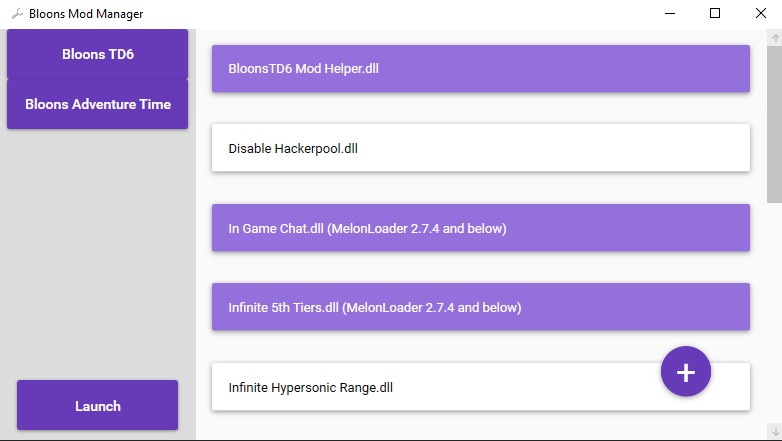 Bloons Mod Manager
Bloons TD6
Bloons Adventure Time
Launch
BloonsTD6 Mod Helper.dll
Disable Hackerpool.dll
In Game Chat.dll (MelonLoader 2.7.4 and below)
Infinite 5th Tiers.dll (MelonLoader 2.7.4 and below)
Infinite Hypersonic Range.dll
+